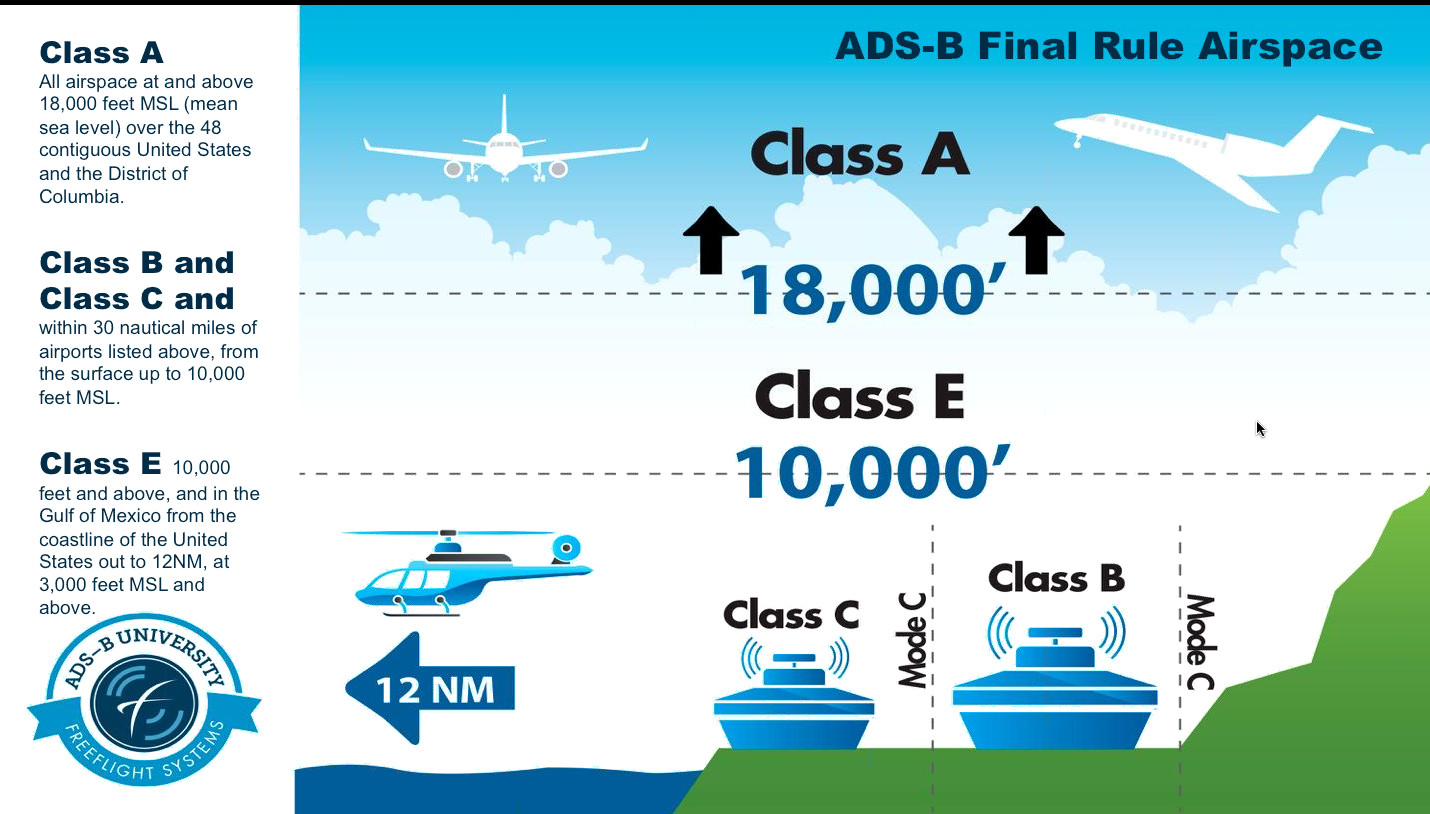 ADS-B Final Rule Airspace
Class A
All airspace at and above
18,000 feet MSL (mean
sea level) over the 48
contiguous United States
and the District of
Columbia.
Class B and
Class C and
within 30 nautical miles of
airports listed above, from
the surface up to 10,000
feet MSL.
Class E 10,000
feet and above, and in the
Gulf of Mexico from the
coastline of the United
States out to 12NM, at
3,000 feet MSL and
above.
ADS-B UNIVERSITY
FREEFLIGHT SYSTEMS
Class A
18,000′
Class E
10,000′
12 NM
Class C
Mode C
Class B
Mode C